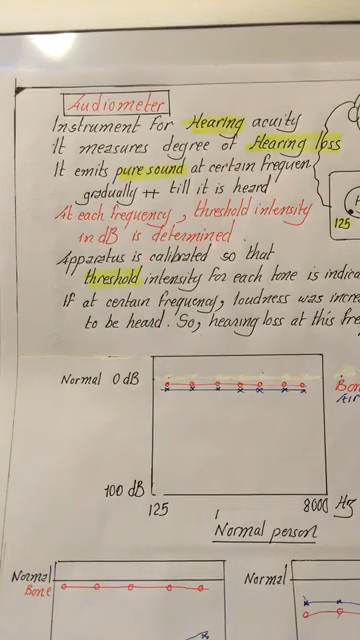 Audiometer
Instrument for Hearing acuity
It measures degree of Hearing loss
It emits pure sound at certain frequen
gradually ↑↑ till it is heard
At each frequency, threshold intensity
in dB is determined.
Apparatus is calibrated so that
threshold intensity for each tone is indica
If at certain frequency, loudness was incre
to be heard. So, hearing loss at this fre
125
Normal 0 dB
Bon
Air
100 dB
125
1
8000 Hz
Normal person
Normal
Bone
Normal